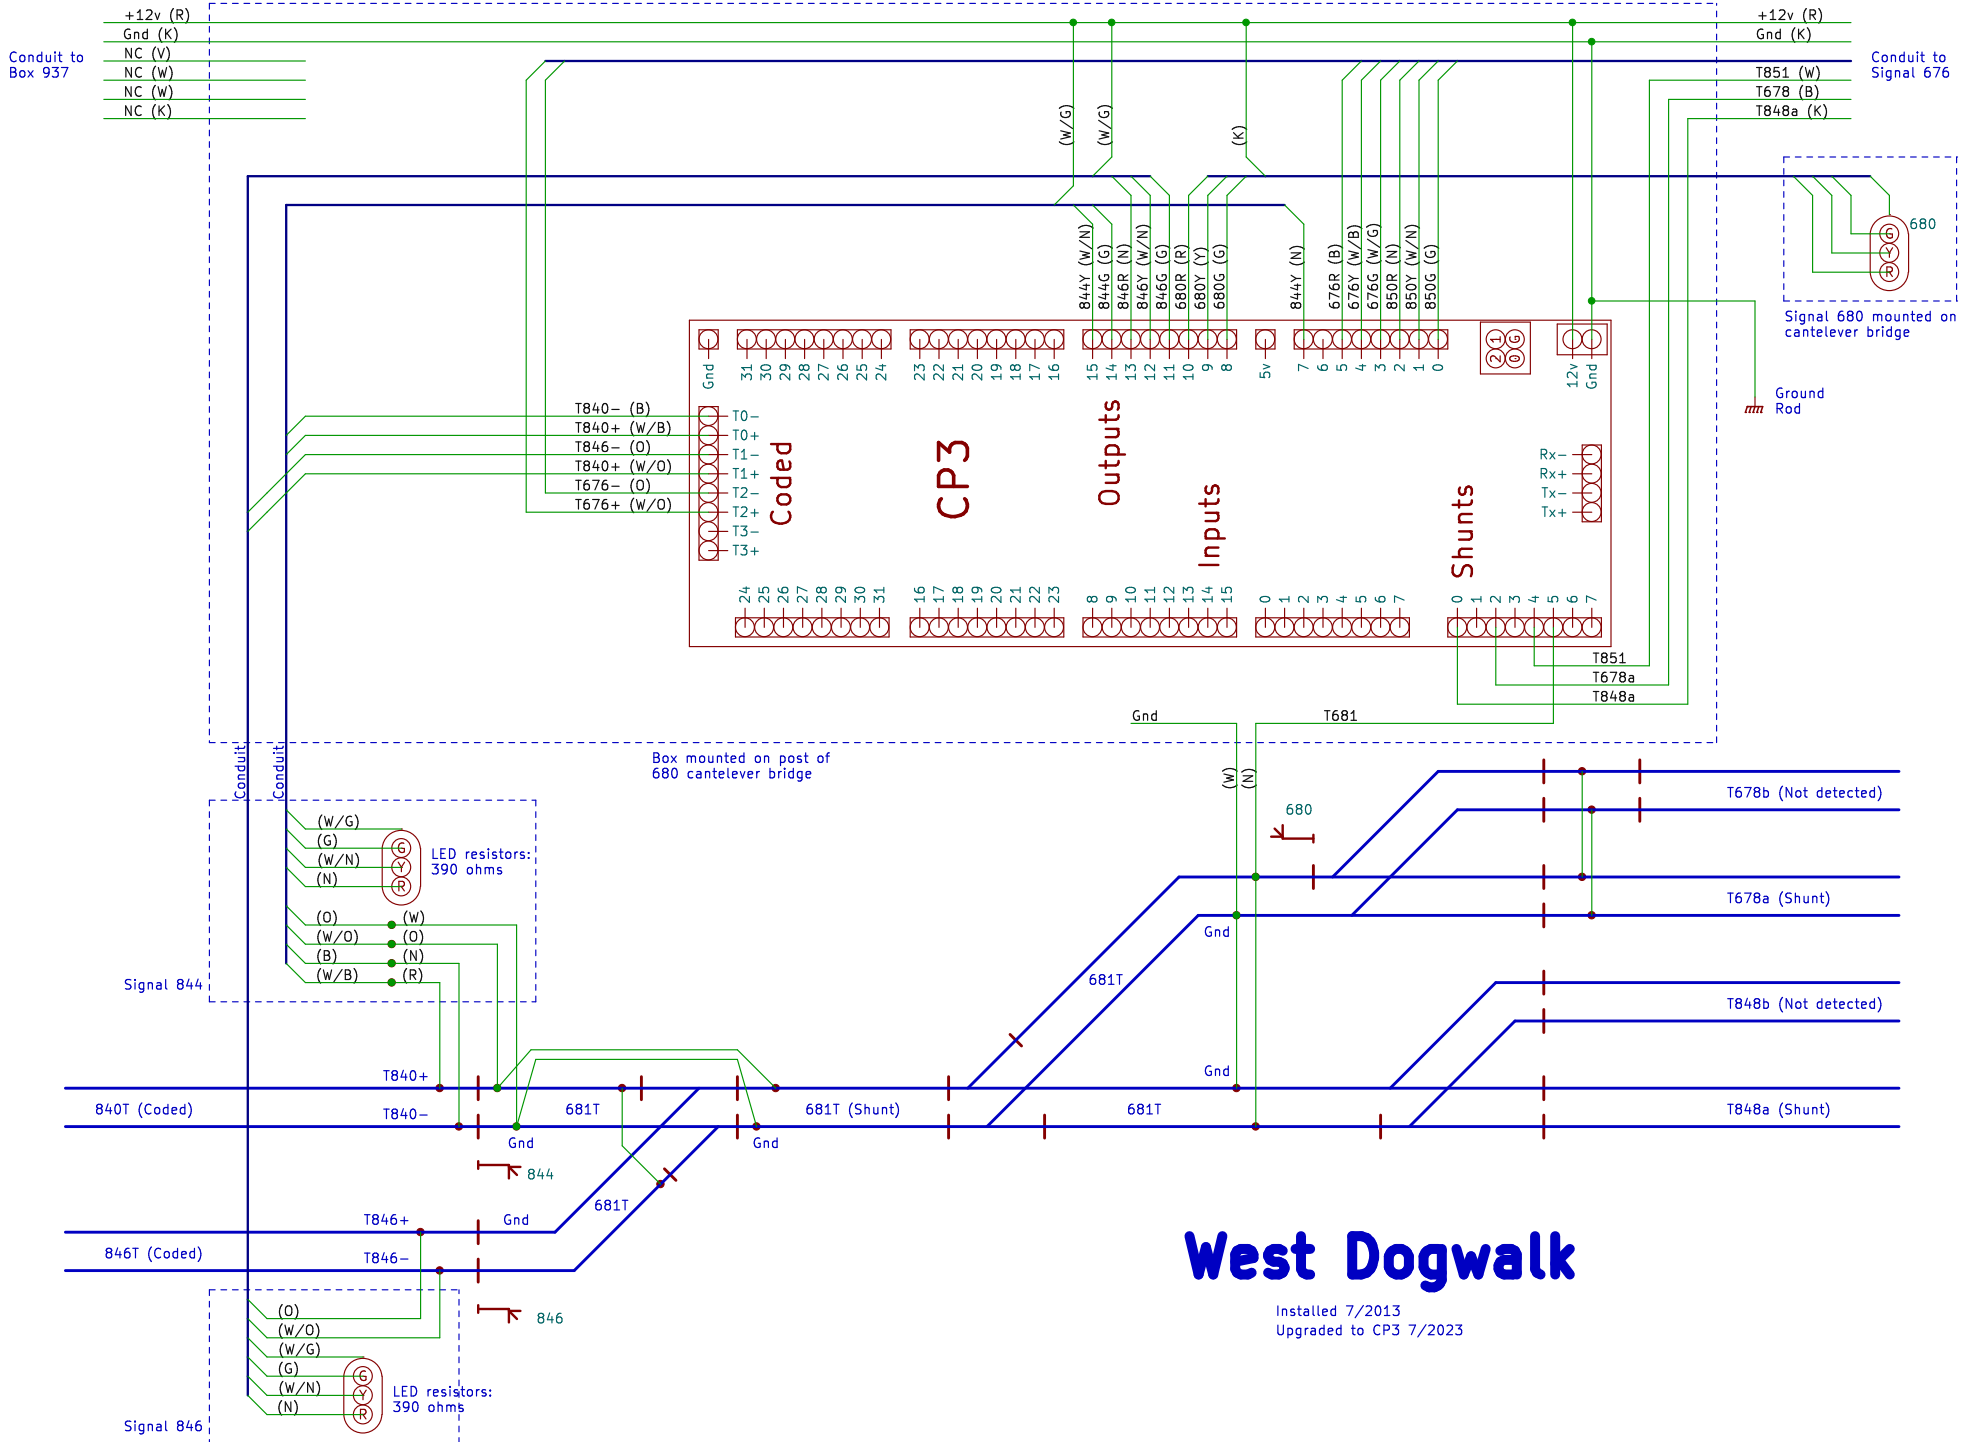 +12v (R)
Gnd (K)
NC (V)
NC (W)
NC (W)
NC (K)
Conduit to
Box 937
+12v (R)
Gnd (K)
T851 (W)
T678 (B)
T848a (K)
Conduit to
Signal 676
(W/G)
(W/G)
(K)
844Y (W/N)
844G (G)
846R (N)
846Y (W/N)
846G (G)
680R (R)
680Y (Y)
680G (G)
844Y (N)
676R (B)
676Y (W/B)
676G (W/G)
850R (N)
850Y (W/N)
850G (G)
680
G
Y
R
Signal 680 mounted on
cantelever bridge
Ground
Rod
Gnd
31 30 29 28 27 26 25 24
23 22 21 20 19 18 17 16
15 14 13 12 11 10 9 8
5v
7 6 5 4 3 2 1 0
1 G
2 0
12v
Gnd
T840- (B)
T840+ (W/B)
T846- (O)
T840+ (W/O)
T676- (O)
T676+ (W/O)
T0-
T0+
T1-
T1+
T2-
T2+
T3-
T3+
Coded
CP3
Outputs
Inputs
Shunts
Rx-
Rx+
Tx-
Tx+
24 25 26 27 28 29 30 31
16 17 18 19 20 21 22 23
8 9 10 11 12 13 14 15
0 1 2 3 4 5 6 7
0 1 2 3 4 5 6 7
T851
T678a
T848a
Gnd
T681
Conduit
Conduit
Box mounted on post of
680 cantelever bridge
(W)
(N)
680
T678b (Not detected)
T678a (Shunt)
Gnd
681T
T848b (Not detected)
(W/G)
(G)
(W/N)
(N)
G
Y
R
LED resistors:
390 ohms
(O)
(W)
(W/O)
(O)
(B)
(N)
(W/B)
(R)
Signal 844
T840+
840T (Coded)
T840-
681T
Gnd
681T (Shunt)
Gnd
Gnd
681T
T848a (Shunt)
844
681T
T846+
Gnd
846T (Coded)
T846-
846
(O)
(W/O)
(W/G)
(G)
(W/N)
(N)
G
Y
R
LED resistors:
390 ohms
Signal 846
West Dogwalk
Installed 7/2013
Upgraded to CP3 7/2023